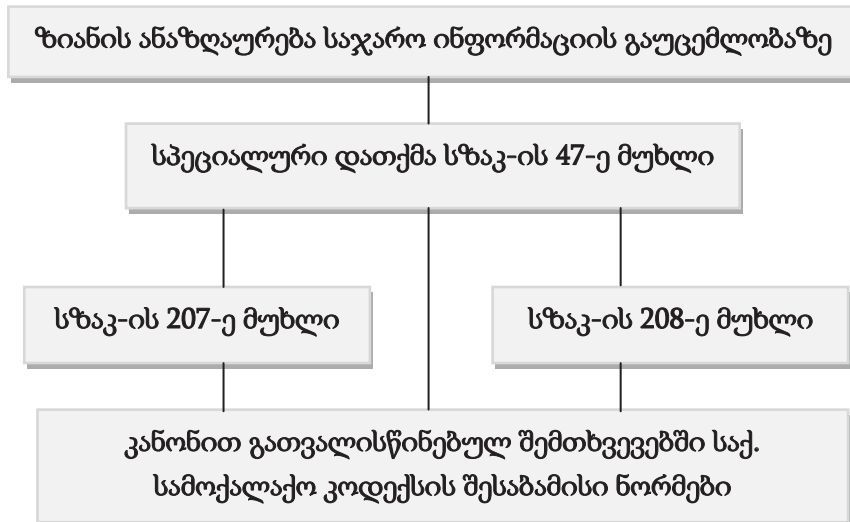 ზიანის ანაზღაურება საჯარო ინფორმაციის გაუცემლობაზე
სპეციალური დათქმა სზაკ-ის 47-ე მუხლი
სზაკ-ის 207-ე მუხლი
სზაკ-ის 208-ე მუხლი
კანონით გათვალისწინებულ შემთხვევებში საქ.
სამოქალაქო კოდექსის შესაბამისი ნორმები